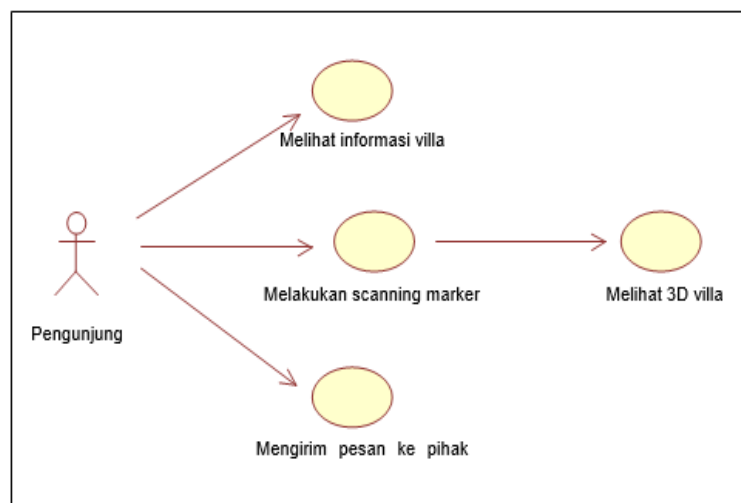 Melihat informasi villa
Melakukan scanning marker
Melihat 3D villa
Pengunjung
Mengirim pesan ke pihak